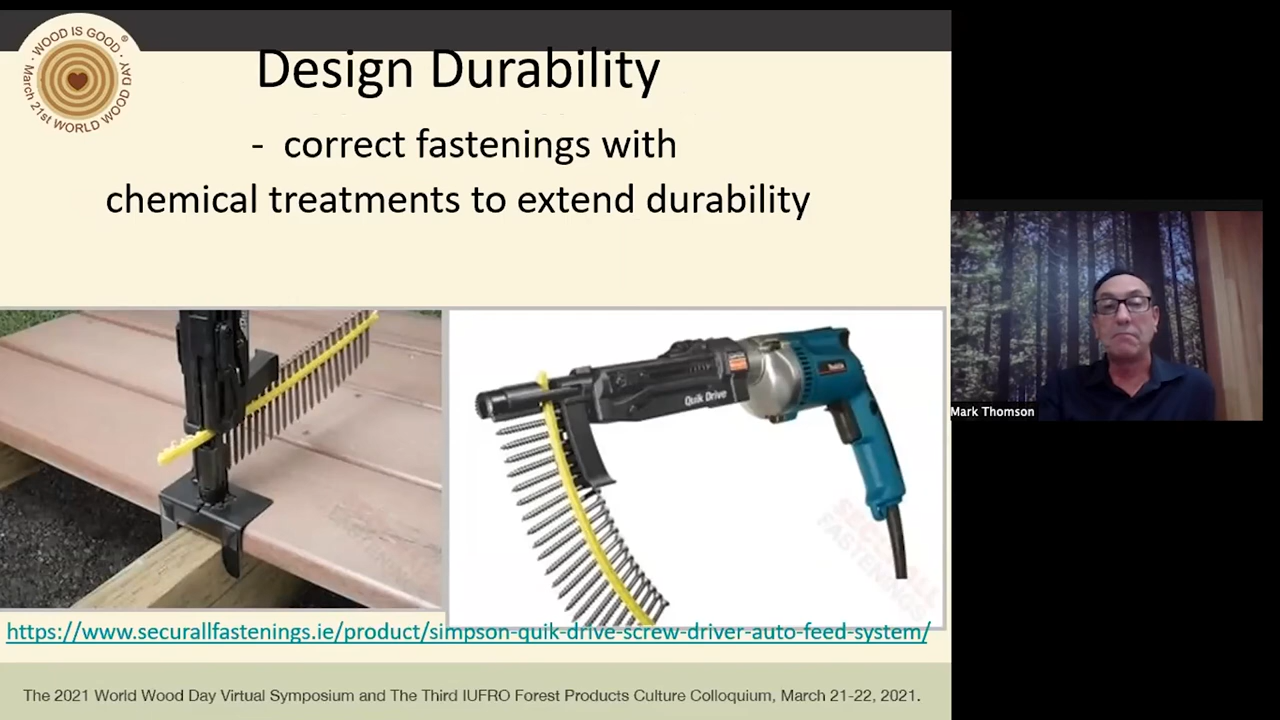 WOOD IS GOOD ®
March 21st WORLD WOOD DAY
Design Durability
- correct fastenings with
chemical treatments to extend durability
Quik Drive
SECURALL
FASTENINGS
https://www.securallfastenings.ie/product/simpson-quik-drive-screw-driver-auto-feed-system/
The 2021 World Wood Day Virtual Symposium and The Third IUFRO Forest Products Culture Colloquium, March 21-22, 2021.
Mark Thomson